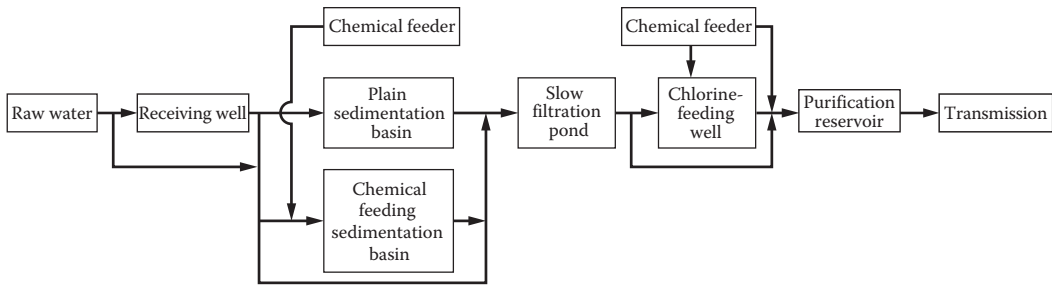 Chemical feeder
Chemical feeder
Raw water
Receiving well
Plain
sedimentation
basin
Slow
filtration
pond
Chlorine-
feeding
well
Purification
reservoir
Transmission
Chemical
feeding
sedimentation
basin